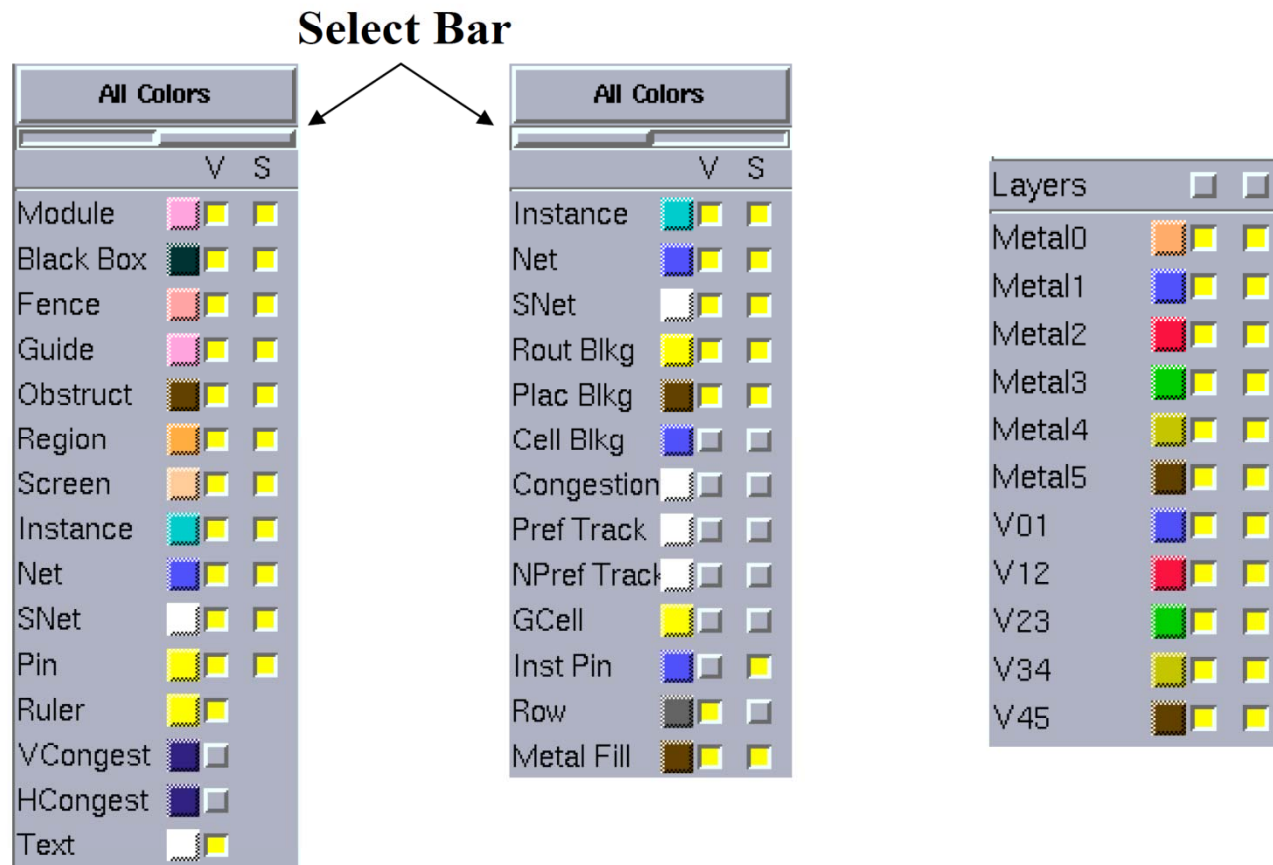 Select Bar
All Colors
V S
Module
Black Box
Fence
Guide
Obstruct
Region
Screen
Instance
Net
SNet
Pin
Ruler
VCongest
HCongest
Text
All Colors
V S
Instance
Net
SNet
Rout Blkg
Plac Blkg
Cell Blkg
Congestion
Pref Track
NPref Track
GCell
Inst Pin
Row
Metal Fill
Layers
Metal0
Metal1
Metal2
Metal3
Metal4
Metal5
V01
V12
V23
V34
V45